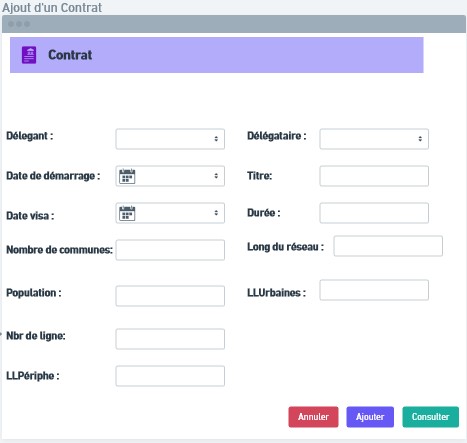 Ajout d'un Contrat
Contrat
Délegant :
Délégataire :
Date de démarrage :
Titre:
Date visa :
Durée :
Nombre de communes:
Long du réseau :
Population :
LLUrbaines :
Nbr de ligne:
LLPériphe :
Annuler
Ajouter
Consulter